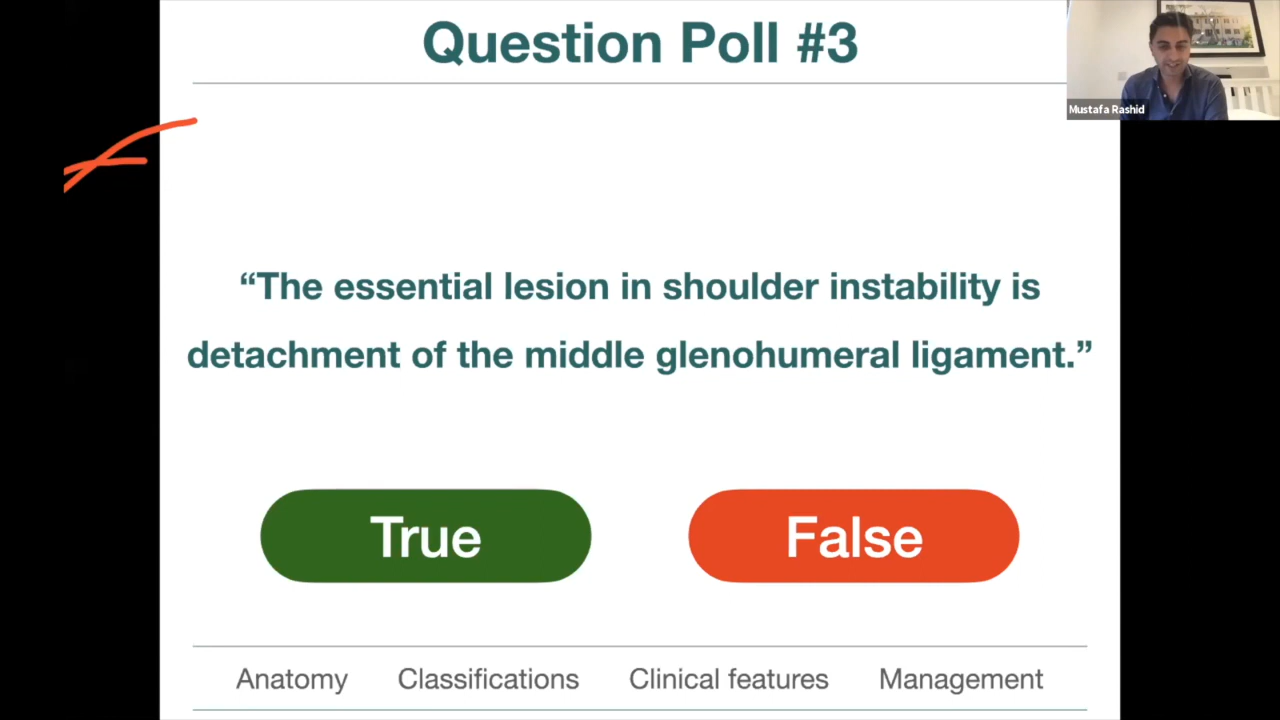 Question Poll #3
Mustafa Rashid
“The essential lesion in shoulder instability is
detachment of the middle glenohumeral ligament.”
True
False
Anatomy
Classifications
Clinical features
Management